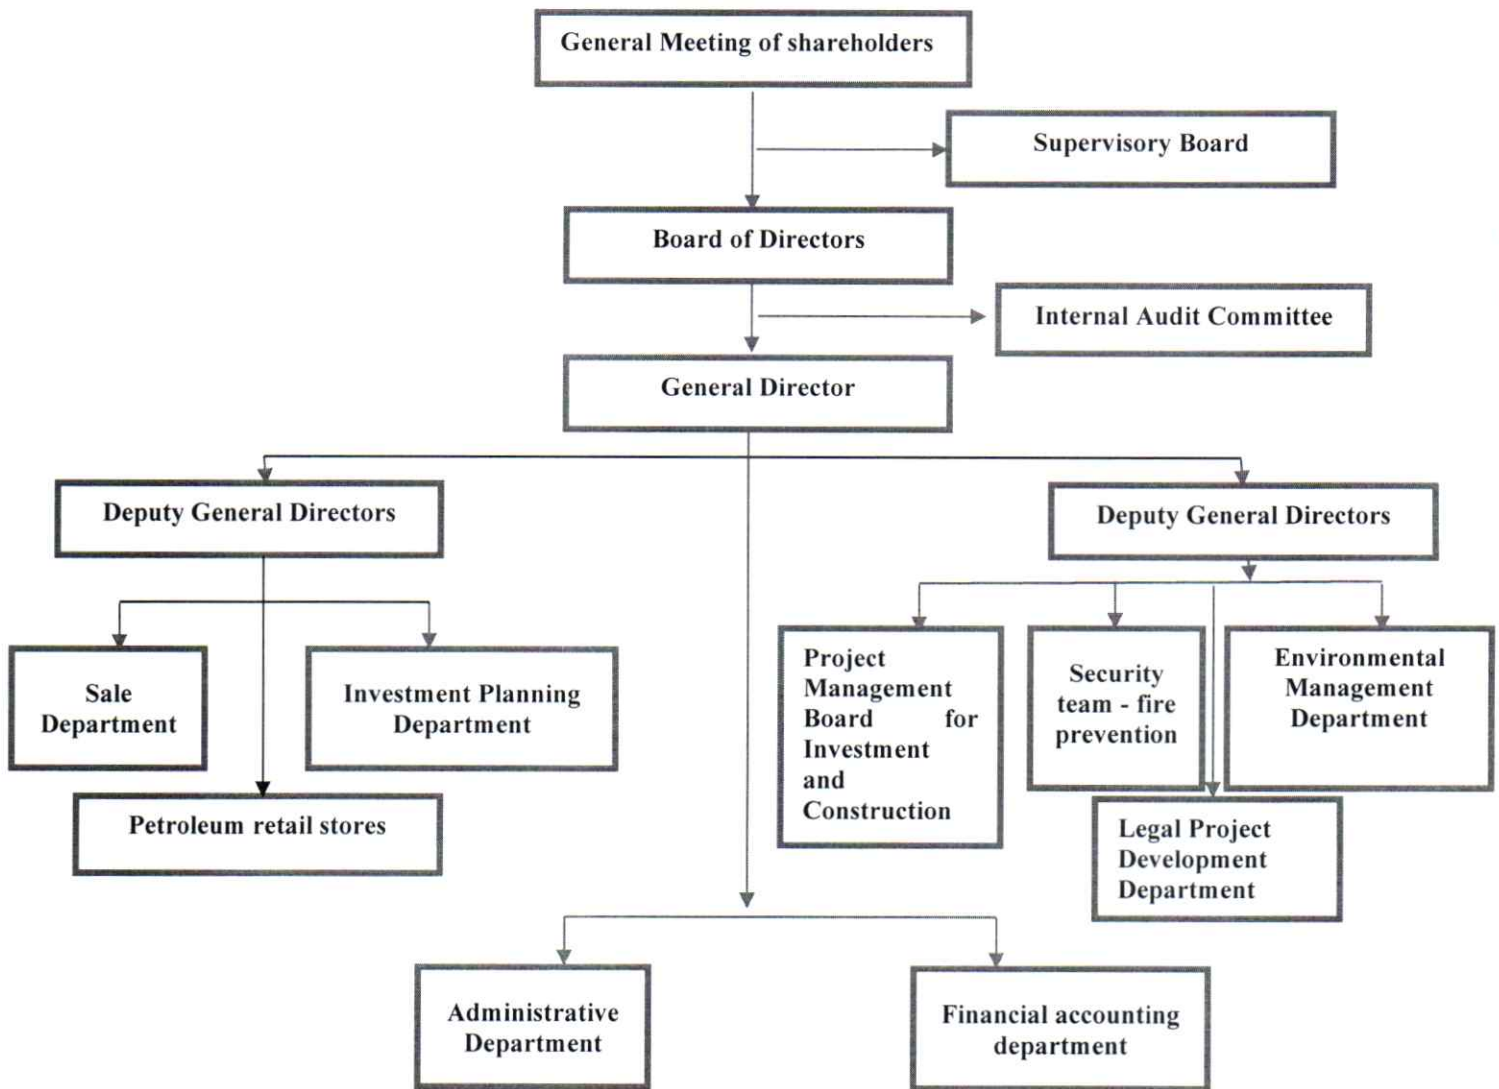 General Meeting of shareholders
Supervisory Board
Board of Directors
Internal Audit Committee
General Director
Deputy General Directors
Deputy General Directors
Sale
Department
Investment Planning
Department
Petroleum retail stores
Project
Management
Board for
Investment
and
Construction
Security
team - fire
prevention
Environmental
Management
Department
Legal Project
Development
Department
Administrative
Department
Financial accounting
department